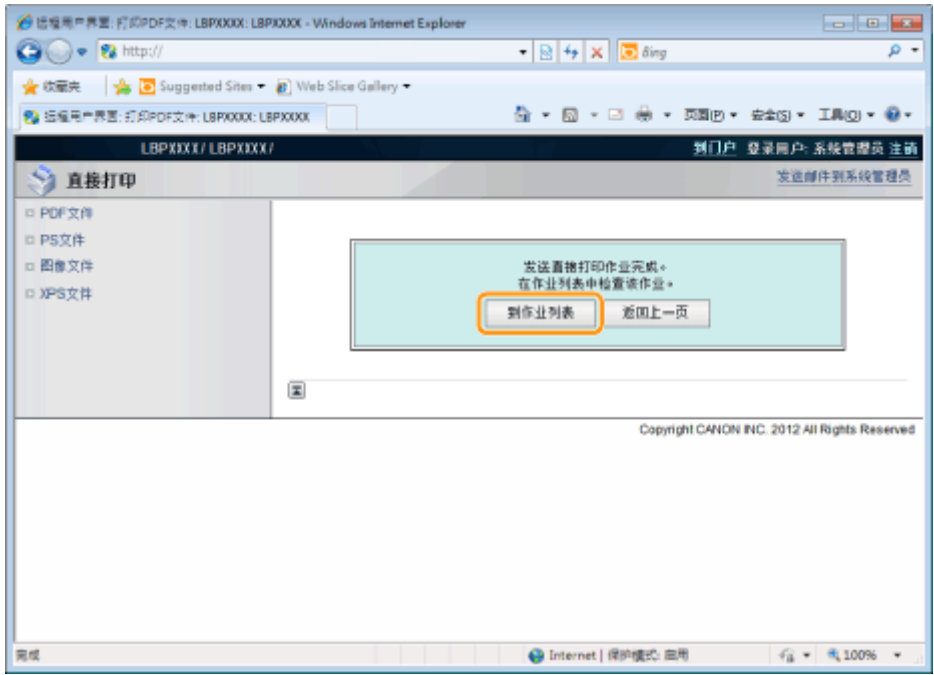 远程用户界面: 打印PDF文件: LBPXXXX: LBPXXXX - Windows Internet Explorer
http://
Bing
收藏夹 Suggested Sites Web Slice Gallery
远程用户界面: 打印PDF文件: LBPXXXX: LBPXXXX
页面(P) 安全(S) 工具(O)
LBPXXXX/ LBPXXXX/
到门户 登录用户: 系统管理员 注销
直接打印
发送邮件到系统管理员
PDF文件
PS文件
图像文件
XPS文件
发送直接打印作业完成。
在作业列表中检查该作业。
到作业列表 返回上一页
Copyright CANON INC. 2012 All Rights Reserved
完成
Internet | 保护模式: 启用
100%